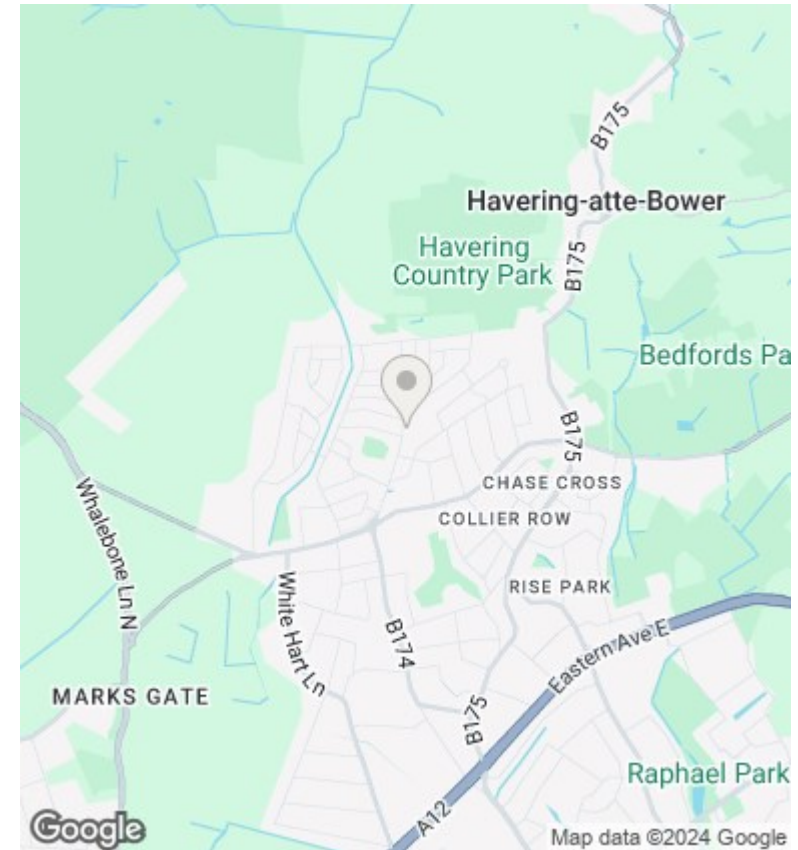 B175
B175
Havering-atte-Bower
Havering
Country Park
B175
Bedfords Pa
B175
CHASE CROSS
COLLIER ROW
Whalebone Ln N
White Hart Ln
RISE PARK
B174
Eastern Ave E
MARKS GATE
B175
Raphael Park
A12
Google
Map data ©2024 Google